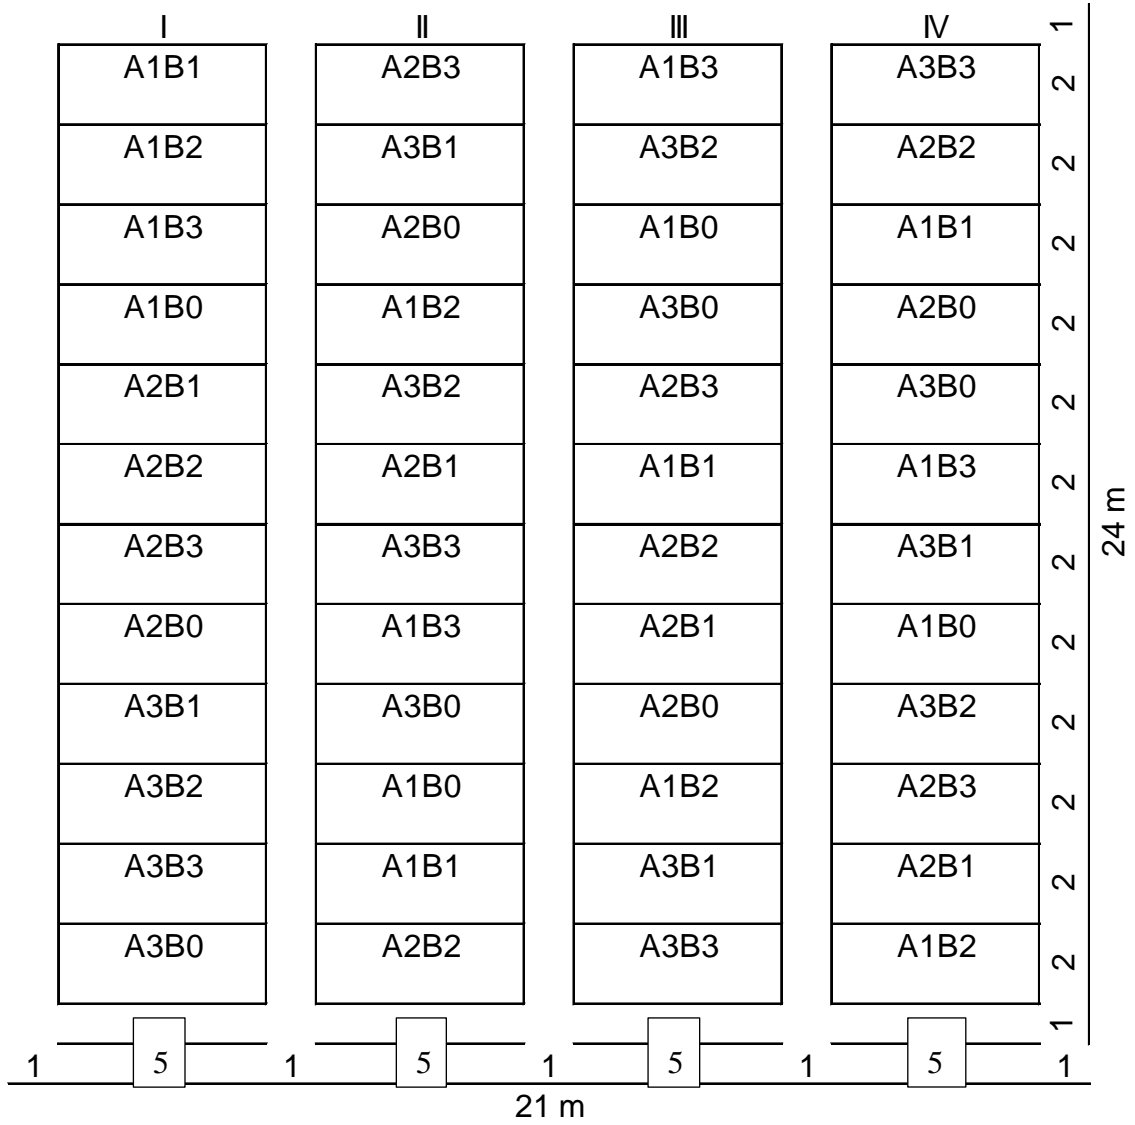 Ⅰ Ⅱ Ⅲ Ⅳ 1
A1B1 A2B3 A1B3 A3B3 2
A1B2 A3B1 A3B2 A2B2 2
A1B3 A2B0 A1B0 A1B1 2
A1B0 A1B2 A3B0 A2B0 2
A2B1 A3B2 A2B3 A3B0 2
A2B2 A2B1 A1B1 A1B3 2
24 m
A2B3 A3B3 A2B2 A3B1 2
A2B0 A1B3 A2B1 A1B0 2
A3B1 A3B0 A2B0 A3B2 2
A3B2 A1B0 A1B2 A2B3 2
A3B3 A1B1 A3B1 A2B1 2
A3B0 A2B2 A3B3 A1B2 2
1
1 5 1 5 1 5 1 5 1
21 m